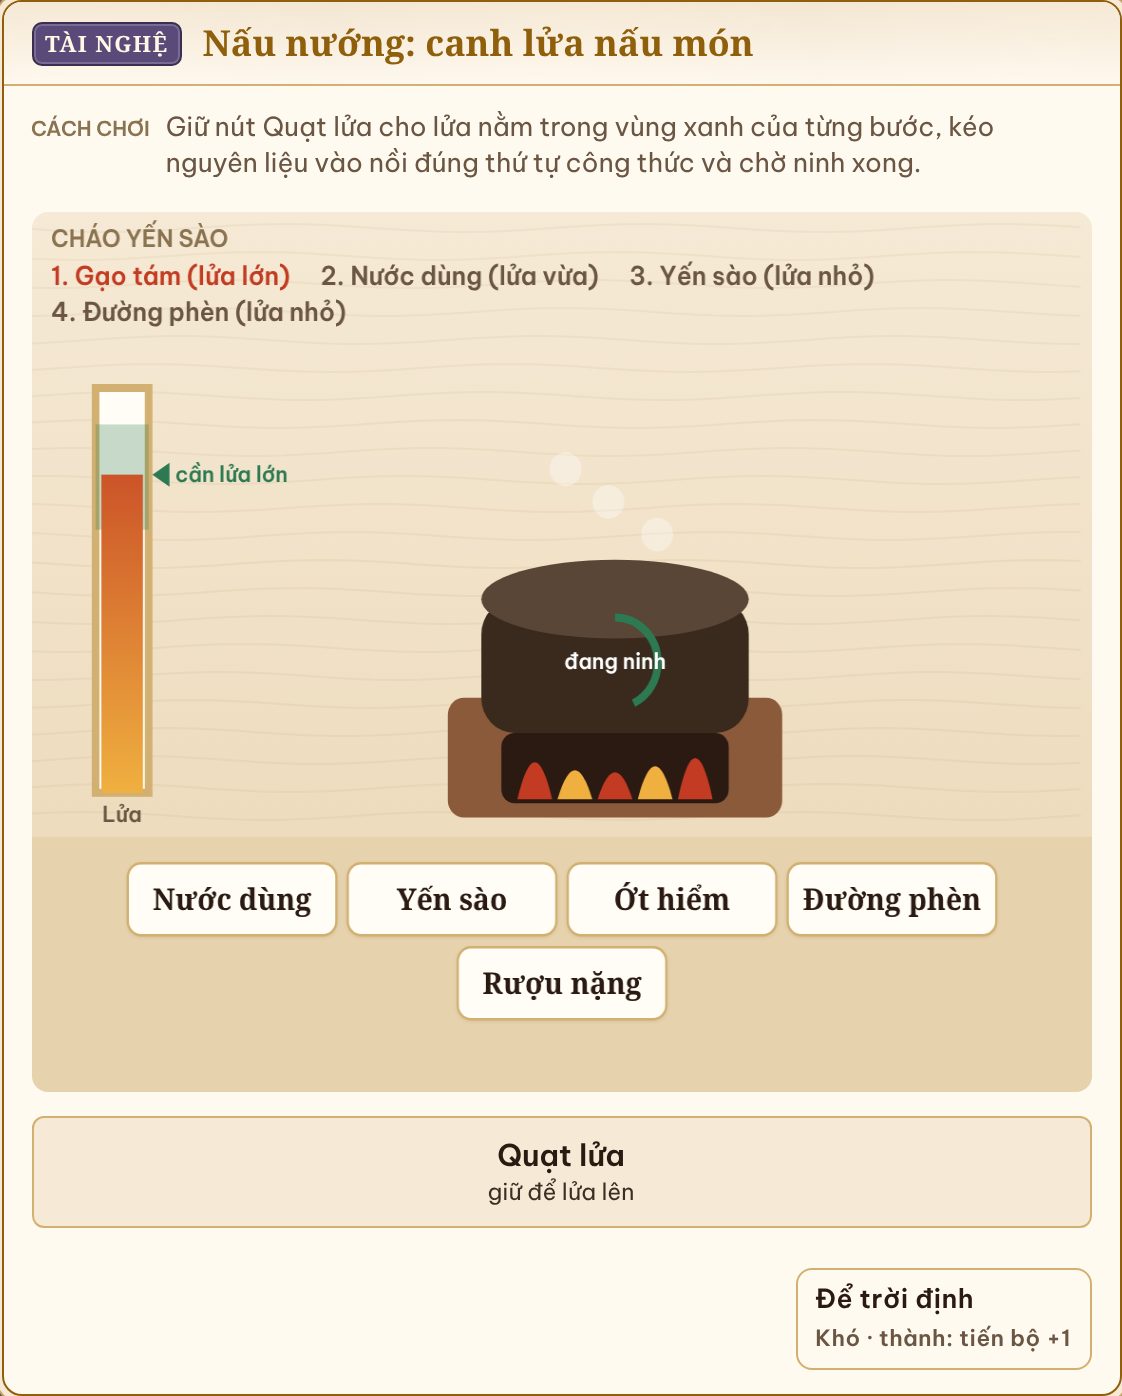 TÀI NGHỆ Nấu nướng: canh lửa nấu món
CÁCH CHƠI Giữ nút Quạt lửa cho lửa nằm trong vùng xanh của từng bước, kéo
nguyên liệu vào nồi đúng thứ tự công thức và chờ ninh xong.
CHÁO YẾN SÀO
1. Gạo tám (lửa lớn) 2. Nước dùng (lửa vừa) 3. Yến sào (lửa nhỏ)
4. Đường phèn (lửa nhỏ)
cần lửa lớn
đang ninh
Lửa
Nước dùng Yến sào Ớt hiểm Đường phèn
Rượu nặng
Quạt lửa
giữ để lửa lên
Để trời định
Khó · thành: tiến bộ +1